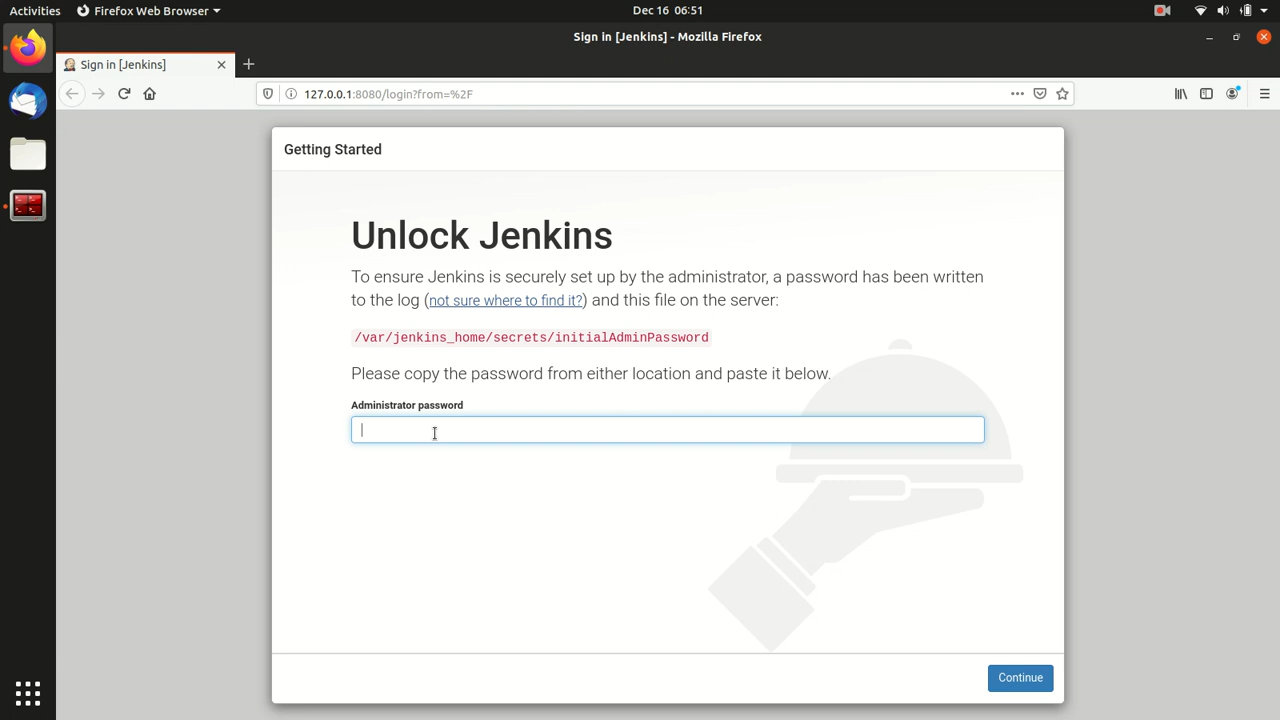 Activities Firefox Web Browser Dec 16 06:51
Sign in [Jenkins] - Mozilla Firefox
Sign in [Jenkins]
127.0.0.1:8080/login?from=%2F
Getting Started
Unlock Jenkins
To ensure Jenkins is securely set up by the administrator, a password has been written
to the log (not sure where to find it?) and this file on the server:
/var/jenkins_home/secrets/initialAdminPassword
Please copy the password from either location and paste it below.
Administrator password
Continue